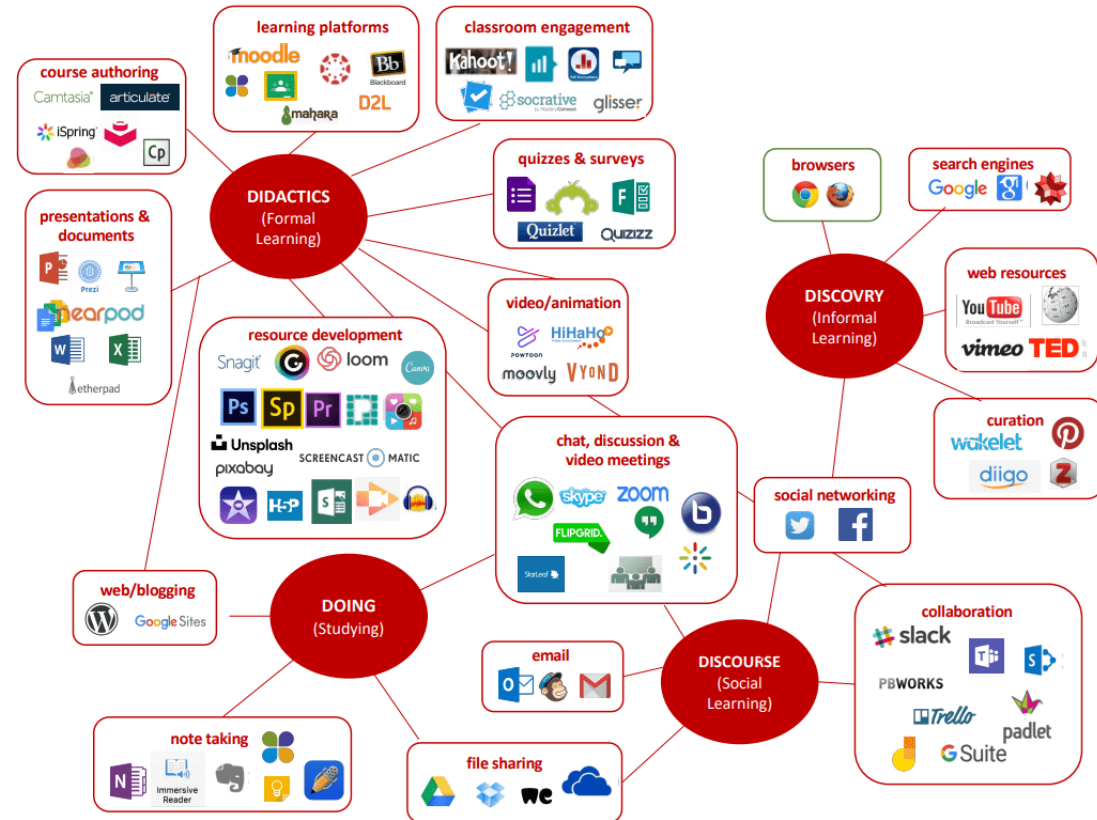 learning platforms
moodle
Bb
Blackboard
mahara
D2L
classroom engagement
Kahoot!
Poll Everywhere
socrative
by MasteryConnect
glisser
course authoring
Camtasia®
articulate®
iSpring®
Cp
DIDACTICS
(Formal
Learning)
quizzes & surveys
F
Quizlet
QUIZIZZ
browsers
search engines
Google
g
presentations &
documents
P
Prezi
nearpod
W
X
etherpad
DISCOVRY
(Informal
Learning)
web resources
YouTube
Broadcast Yourself™
vimeo
TED
video/animation
POWTOON
HiHaHo
moovly
VYOND
resource development
Snagit®
G
loom
Canva
Ps
Sp
Pr
Unsplash
pixabay
SCREENCAST MATIC
H5P
S
chat, discussion &
video meetings
skype
zoom
FLIPGRID.
b
StarLeaf
curation
wakelet
diigo
Z
social networking
f
web/blogging
W
Google Sites
DOING
(Studying)
email
O
DISCOURSE
(Social
Learning)
collaboration
slack
T
S
PBWORKS
Trello
padlet
G Suite
note taking
N
Immersive
Reader
file sharing
we